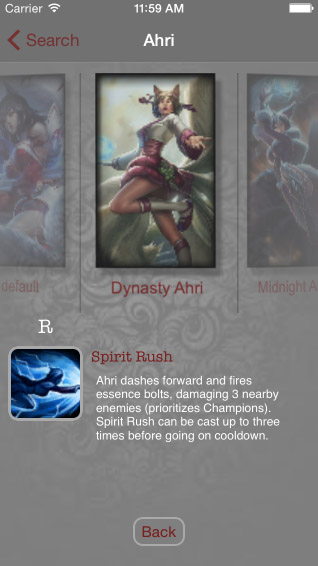 Carrier 11:59 AM
Search Ahri
default Dynasty Ahri Midnight A
R
Spirit Rush
Ahri dashes forward and fires
essence bolts, damaging 3 nearby
enemies (prioritizes Champions).
Spirit Rush can be cast up to three
times before going on cooldown.
Back